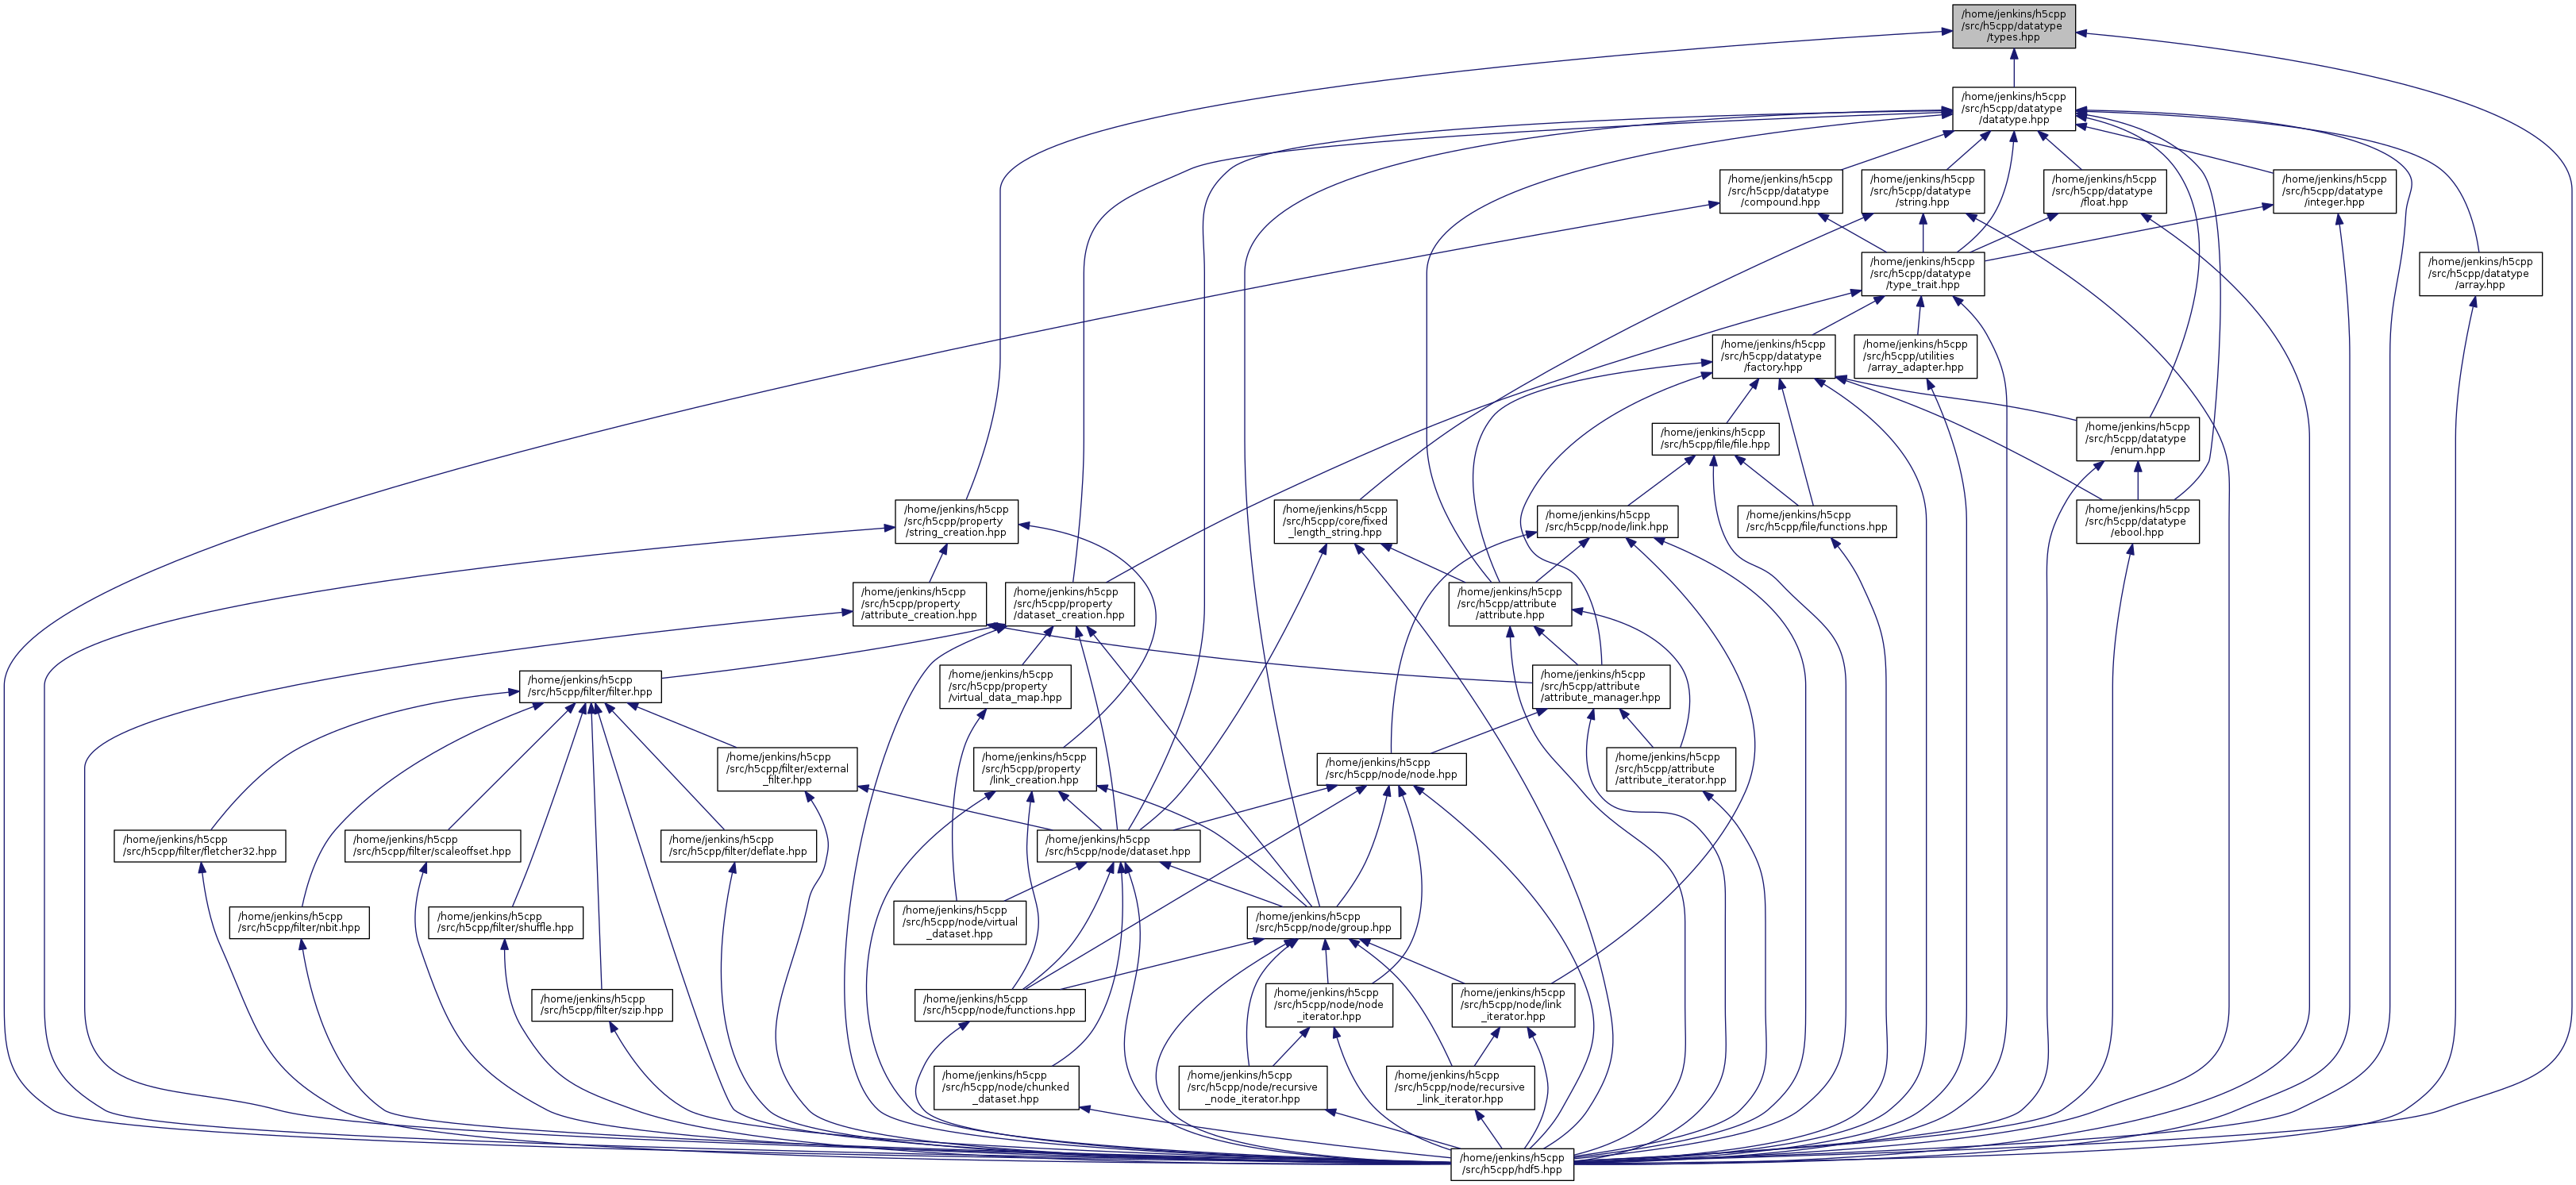 /home/jenkins/h5cpp
/src/h5cpp/datatype
/types.hpp
/home/jenkins/h5cpp
/src/h5cpp/datatype
/datatype.hpp
/home/jenkins/h5cpp
/src/h5cpp/datatype
/compound.hpp
/home/jenkins/h5cpp
/src/h5cpp/datatype
/string.hpp
/home/jenkins/h5cpp
/src/h5cpp/datatype
/float.hpp
/home/jenkins/h5cpp
/src/h5cpp/datatype
/integer.hpp
/home/jenkins/h5cpp
/src/h5cpp/datatype
/type_trait.hpp
/home/jenkins/h5cpp
/src/h5cpp/datatype
/array.hpp
/home/jenkins/h5cpp
/src/h5cpp/datatype
/factory.hpp
/home/jenkins/h5cpp
/src/h5cpp/utilities
/array_adapter.hpp
/home/jenkins/h5cpp
/src/h5cpp/file/file.hpp
/home/jenkins/h5cpp
/src/h5cpp/datatype
/enum.hpp
/home/jenkins/h5cpp
/src/h5cpp/property
/string_creation.hpp
/home/jenkins/h5cpp
/src/h5cpp/core/fixed
_length_string.hpp
/home/jenkins/h5cpp
/src/h5cpp/node/link.hpp
/home/jenkins/h5cpp
/src/h5cpp/file/functions.hpp
/home/jenkins/h5cpp
/src/h5cpp/datatype
/ebool.hpp
/home/jenkins/h5cpp
/src/h5cpp/property
/attribute_creation.hpp
/home/jenkins/h5cpp
/src/h5cpp/property
/dataset_creation.hpp
/home/jenkins/h5cpp
/src/h5cpp/attribute
/attribute.hpp
/home/jenkins/h5cpp
/src/h5cpp/filter/filter.hpp
/home/jenkins/h5cpp
/src/h5cpp/property
/virtual_data_map.hpp
/home/jenkins/h5cpp
/src/h5cpp/attribute
/attribute_manager.hpp
/home/jenkins/h5cpp
/src/h5cpp/filter/external
_filter.hpp
/home/jenkins/h5cpp
/src/h5cpp/property
/link_creation.hpp
/home/jenkins/h5cpp
/src/h5cpp/node/node.hpp
/home/jenkins/h5cpp
/src/h5cpp/attribute
/attribute_iterator.hpp
/home/jenkins/h5cpp
/src/h5cpp/filter/fletcher32.hpp
/home/jenkins/h5cpp
/src/h5cpp/filter/scaleoffset.hpp
/home/jenkins/h5cpp
/src/h5cpp/filter/deflate.hpp
/home/jenkins/h5cpp
/src/h5cpp/node/dataset.hpp
/home/jenkins/h5cpp
/src/h5cpp/filter/nbit.hpp
/home/jenkins/h5cpp
/src/h5cpp/filter/shuffle.hpp
/home/jenkins/h5cpp
/src/h5cpp/node/virtual
_dataset.hpp
/home/jenkins/h5cpp
/src/h5cpp/node/group.hpp
/home/jenkins/h5cpp
/src/h5cpp/filter/szip.hpp
/home/jenkins/h5cpp
/src/h5cpp/node/functions.hpp
/home/jenkins/h5cpp
/src/h5cpp/node/node
_iterator.hpp
/home/jenkins/h5cpp
/src/h5cpp/node/link
_iterator.hpp
/home/jenkins/h5cpp
/src/h5cpp/node/chunked
_dataset.hpp
/home/jenkins/h5cpp
/src/h5cpp/node/recursive
_node_iterator.hpp
/home/jenkins/h5cpp
/src/h5cpp/node/recursive
_link_iterator.hpp
/home/jenkins/h5cpp
/src/h5cpp/hdf5.hpp